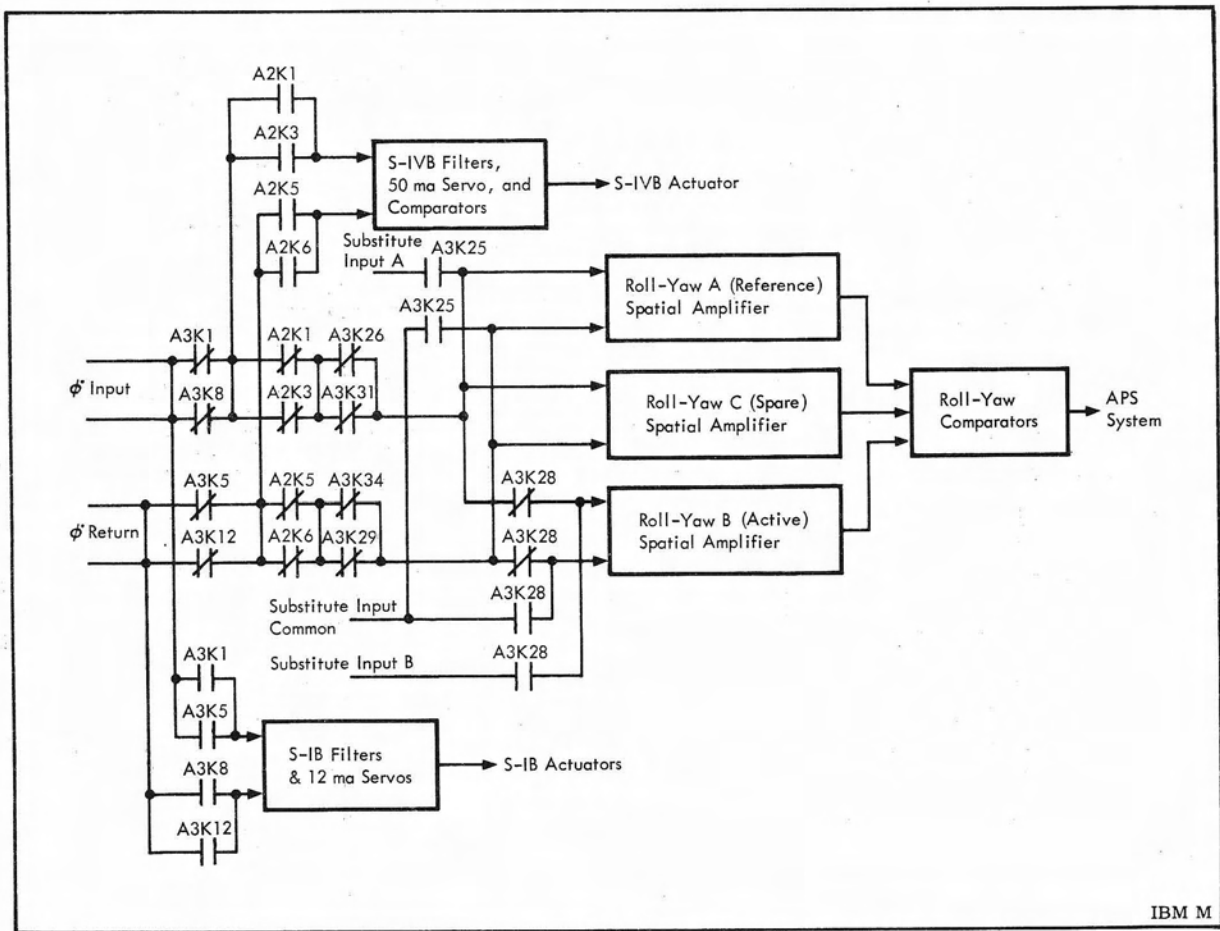 A2K1
A2K3
S-IVB Filters,
50 ma Servo, and
Comparators
S-IVB Actuator
A2K5
A2K6
Substitute
Input A
A3K25
A3K25
Roll-Yaw A (Reference)
Spatial Amplifier
A3K1
A2K1
A3K26
φ̇ Input
A3K8
A2K3
A3K31
Roll-Yaw C (Spare)
Spatial Amplifier
Roll-Yaw
Comparators
APS
System
A3K5
A2K5
A3K34
A3K28
φ̇ Return
A3K12
A2K6
A3K29
A3K28
Roll-Yaw B (Active)
Spatial Amplifier
Substitute Input
Common
A3K28
Substitute Input B
A3K28
A3K1
A3K5
S-IB Filters
& 12 ma Servos
S-IB Actuators
A3K8
A3K12
IBM M